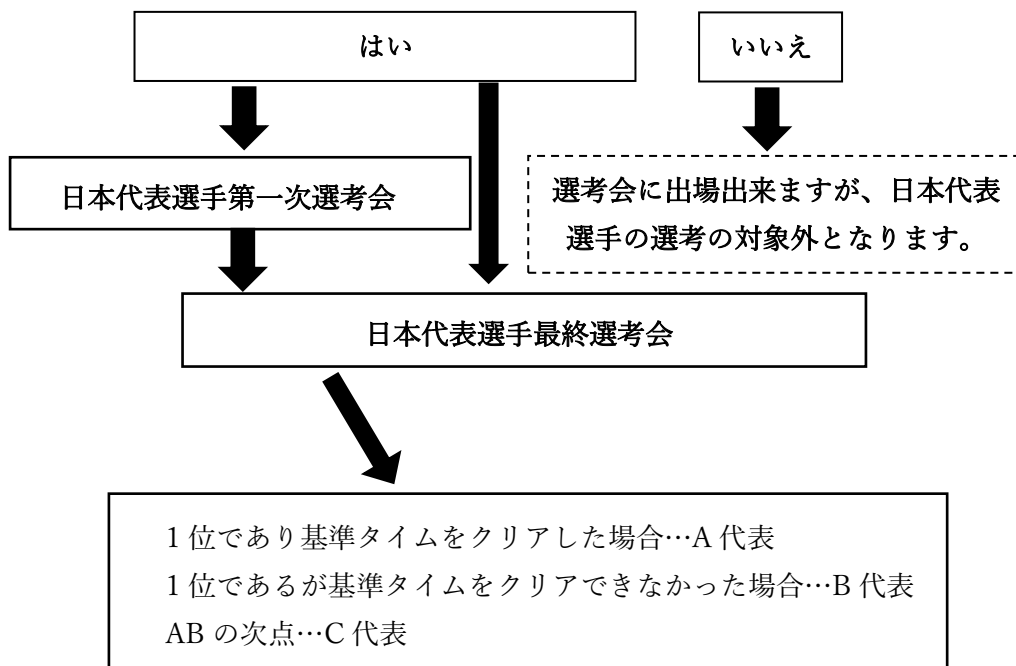 はい
いいえ
日本代表選手第一次選考会
選考会に出場出来ますが、日本代表
選手の選考の対象外となります。
日本代表選手最終選考会
1 位であり基準タイムをクリアした場合…A 代表
1 位であるが基準タイムをクリアできなかった場合…B 代表
AB の次点…C 代表